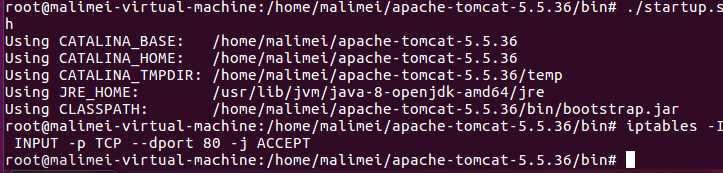 root@malimei-virtual-machine:/home/malimei/apache-tomcat-5.5.36/bin# ./startup.s
h
Using CATALINA_BASE:   /home/malimei/apache-tomcat-5.5.36
Using CATALINA_HOME:   /home/malimei/apache-tomcat-5.5.36
Using CATALINA_TMPDIR: /home/malimei/apache-tomcat-5.5.36/temp
Using JRE_HOME:       /usr/lib/jvm/java-8-openjdk-amd64/jre
Using CLASSPATH:       /home/malimei/apache-tomcat-5.5.36/bin/bootstrap.jar
root@malimei-virtual-machine:/home/malimei/apache-tomcat-5.5.36/bin# iptables -I
 INPUT -p TCP --dport 80 -j ACCEPT
root@malimei-virtual-machine:/home/malimei/apache-tomcat-5.5.36/bin#